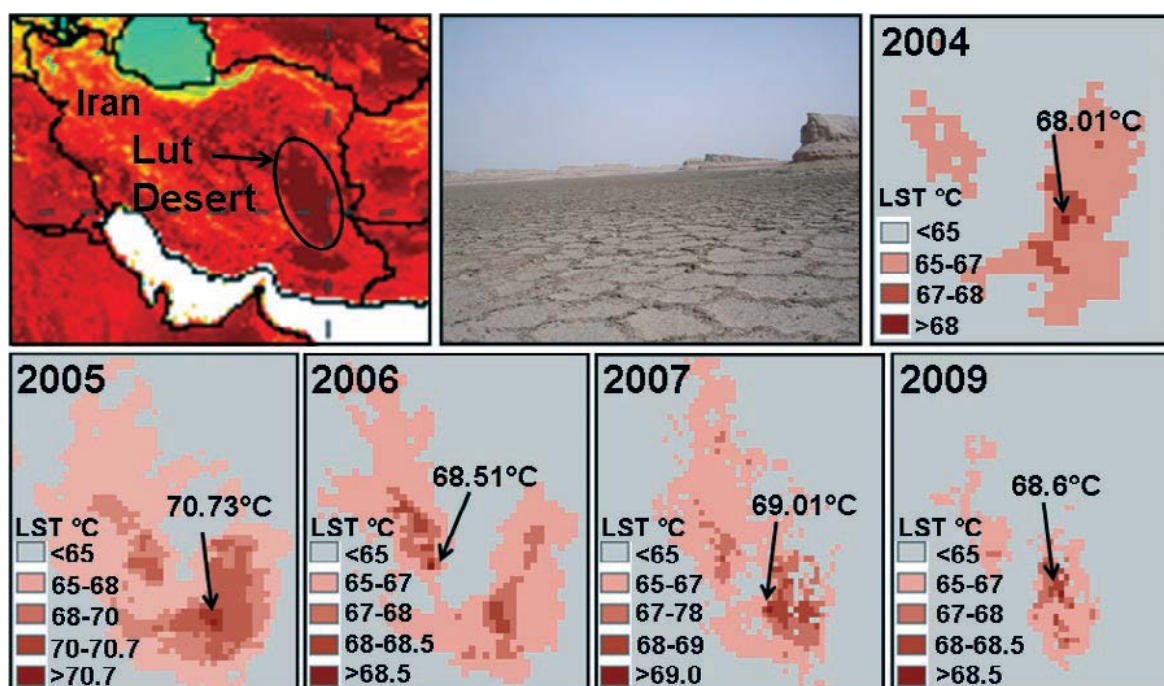 Iran
Lut
Desert
2004
68.01°C
LST °C
<65
65-67
67-68
>68
2005
70.73°C
LST °C
<65
65-68
68-70
70-70.7
>70.7
2006
68.51°C
LST °C
<65
65-67
67-68
68-68.5
>68.5
2007
69.01°C
LST °C
<65
65-67
67-78
68-69
>69.0
2009
68.6°C
LST °C
<65
65-67
67-68
68-68.5
>68.5